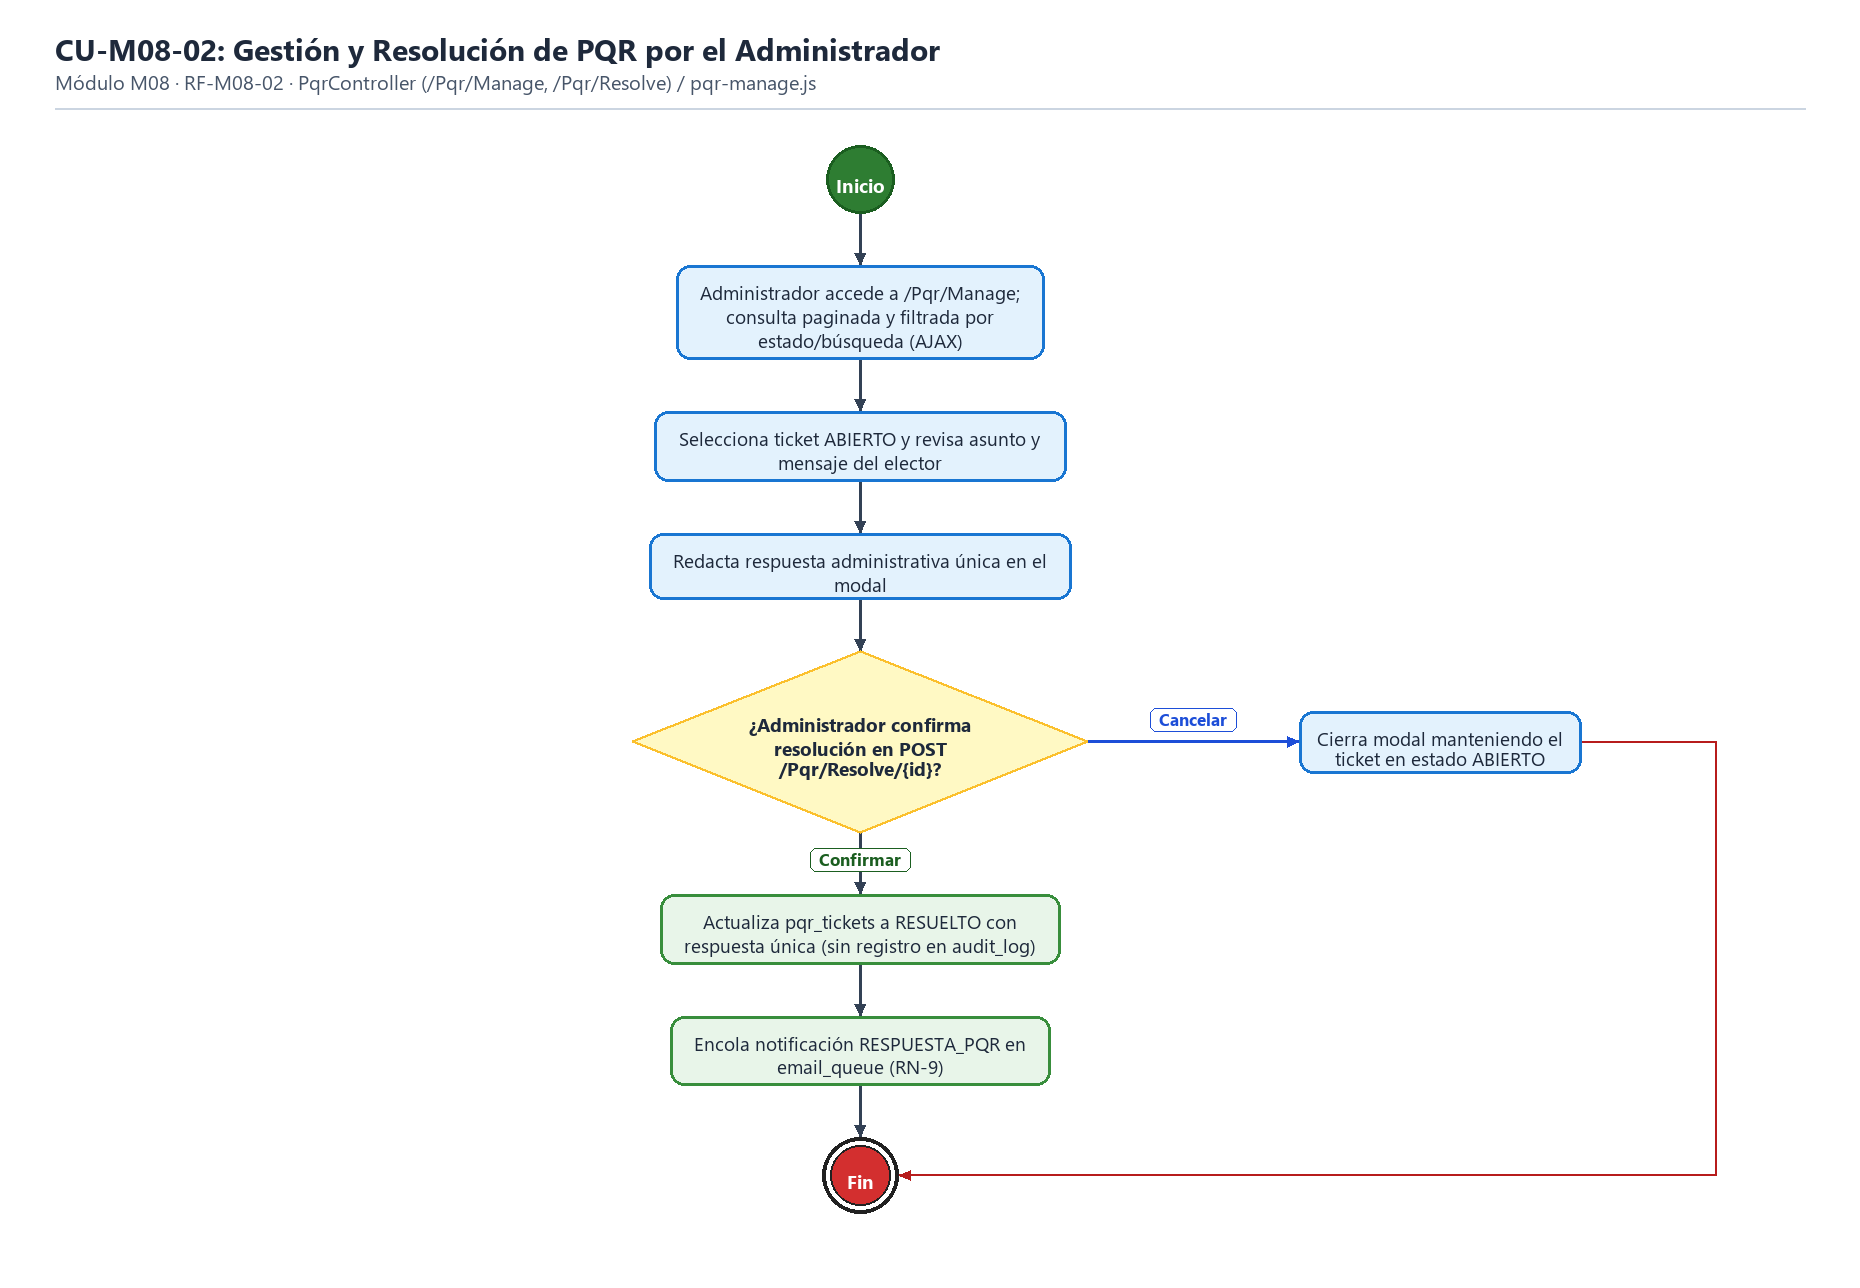 CU-M08-02: Gestión y Resolución de PQR por el Administrador
Módulo M08 · RF-M08-02 · PqrController (/Pqr/Manage, /Pqr/Resolve) / pqr-manage.js
Inicio
Administrador accede a /Pqr/Manage;
consulta paginada y filtrada por
estado/búsqueda (AJAX)
Selecciona ticket ABIERTO y revisa asunto y
mensaje del elector
Redacta respuesta administrativa única en el
modal
¿Administrador confirma
resolución en POST
/Pqr/Resolve/{id}?
Cancelar
Cierra modal manteniendo el
ticket en estado ABIERTO
Confirmar
Actualiza pqr_tickets a RESUELTO con
respuesta única (sin registro en audit_log)
Encola notificación RESPUESTA_PQR en
email_queue (RN-9)
Fin